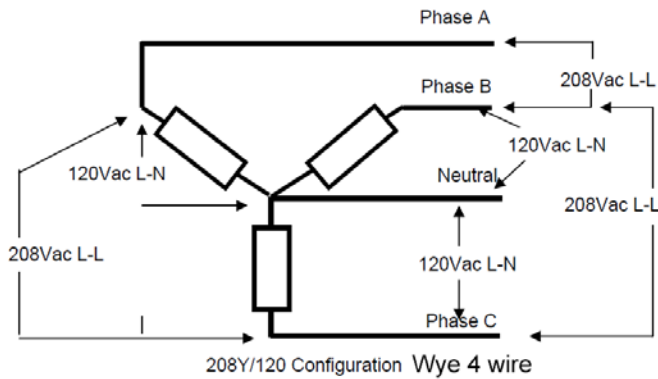 Phase A
Phase B
208Vac L-L
120Vac L-N
120Vac L-N
Neutral
208Vac L-L
208Vac L-L
120Vac L-N
Phase C
208Y/120 Configuration Wye 4 wire